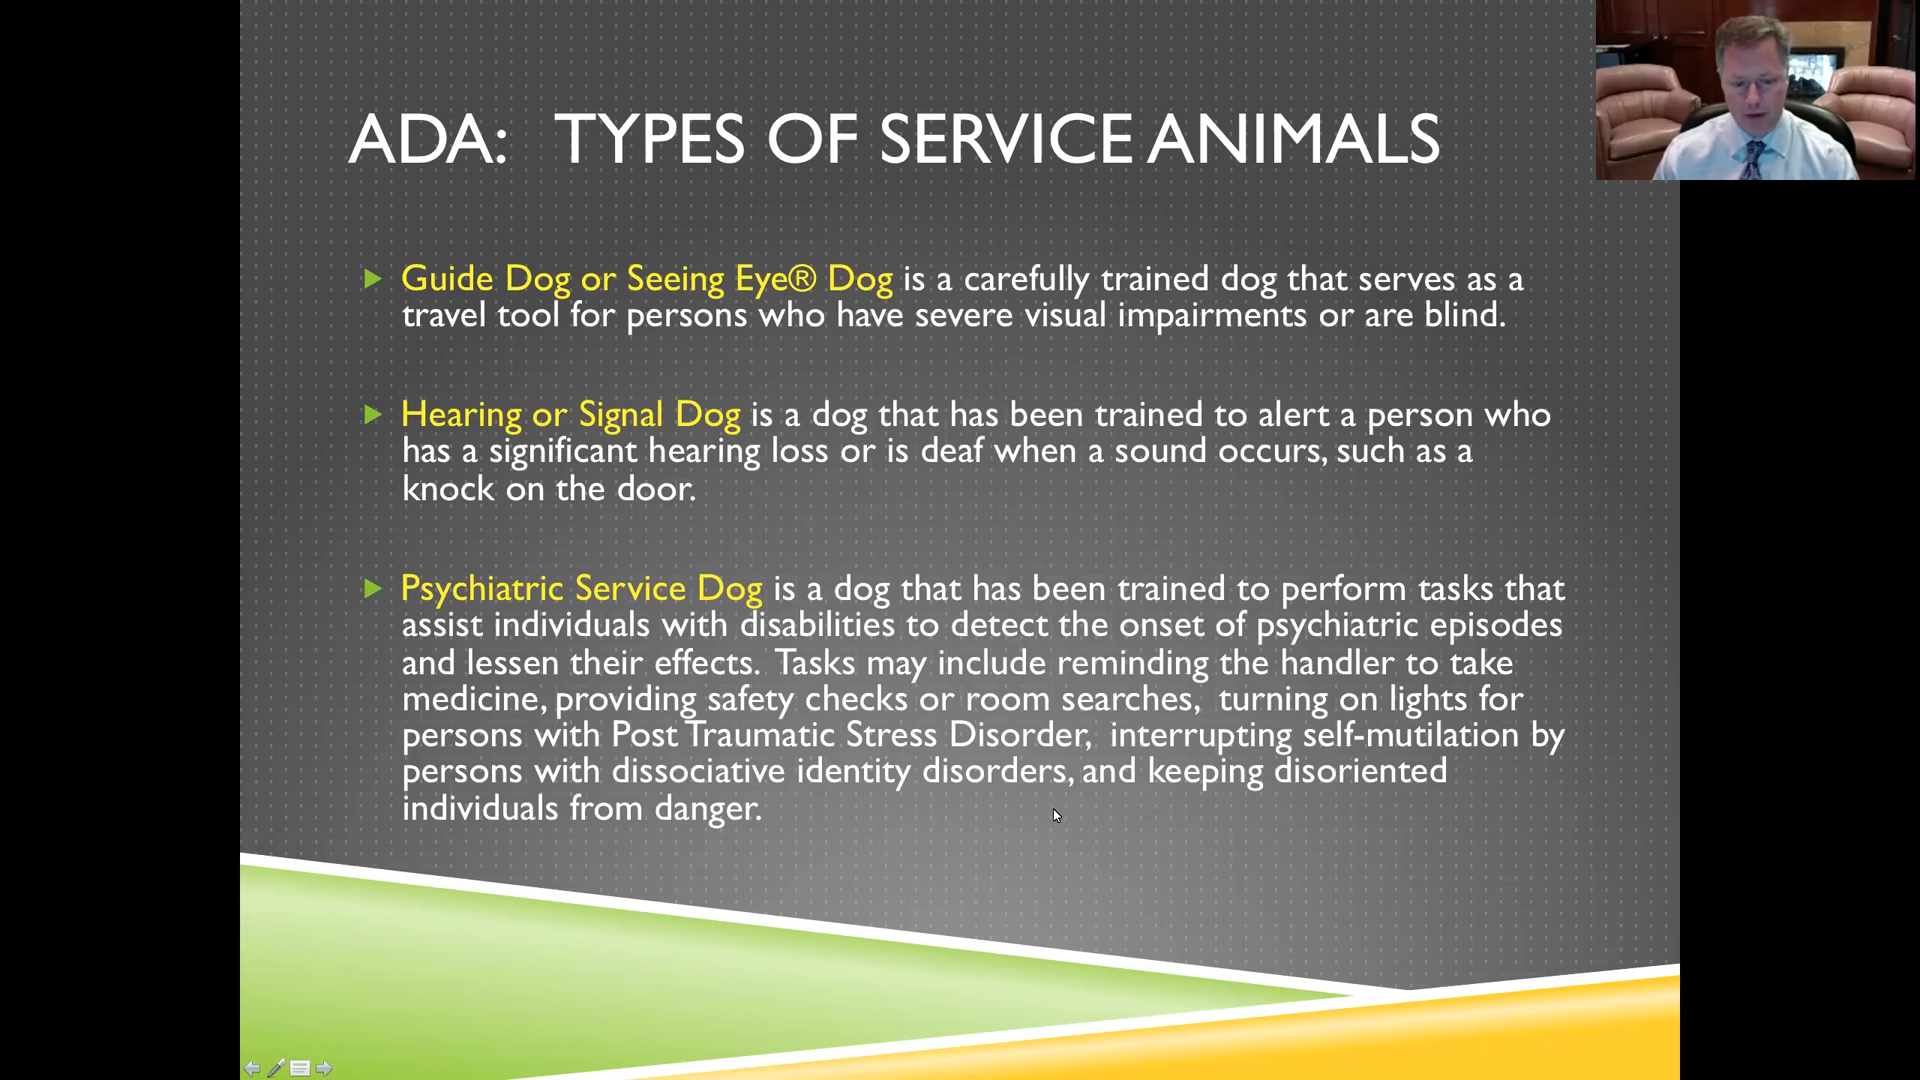 ADA: TYPES OF SERVICE ANIMALS
Guide Dog or Seeing Eye® Dog is a carefully trained dog that serves as a
travel tool for persons who have severe visual impairments or are blind.
Hearing or Signal Dog is a dog that has been trained to alert a person who
has a significant hearing loss or is deaf when a sound occurs, such as a
knock on the door.
Psychiatric Service Dog is a dog that has been trained to perform tasks that
assist individuals with disabilities to detect the onset of psychiatric episodes
and lessen their effects. Tasks may include reminding the handler to take
medicine, providing safety checks or room searches, turning on lights for
persons with Post Traumatic Stress Disorder, interrupting self-mutilation by
persons with dissociative identity disorders, and keeping disoriented
individuals from danger.